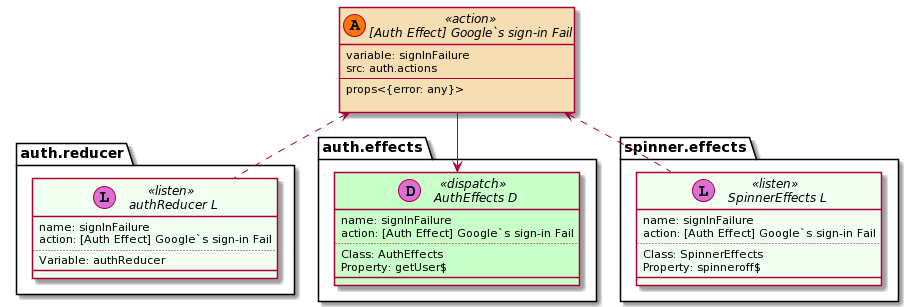 A
«action»
[Auth Effect] Google`s sign-in Fail
variable: signInFailure
src: auth.actions
props<{error: any}>
auth.reducer
L
«listen»
authReducer L
name: signInFailure
action: [Auth Effect] Google`s sign-in Fail
Variable: authReducer
auth.effects
D
«dispatch»
AuthEffects D
name: signInFailure
action: [Auth Effect] Google`s sign-in Fail
Class: AuthEffects
Property: getUser$
spinner.effects
L
«listen»
SpinnerEffects L
name: signInFailure
action: [Auth Effect] Google`s sign-in Fail
Class: SpinnerEffects
Property: spinneroff$